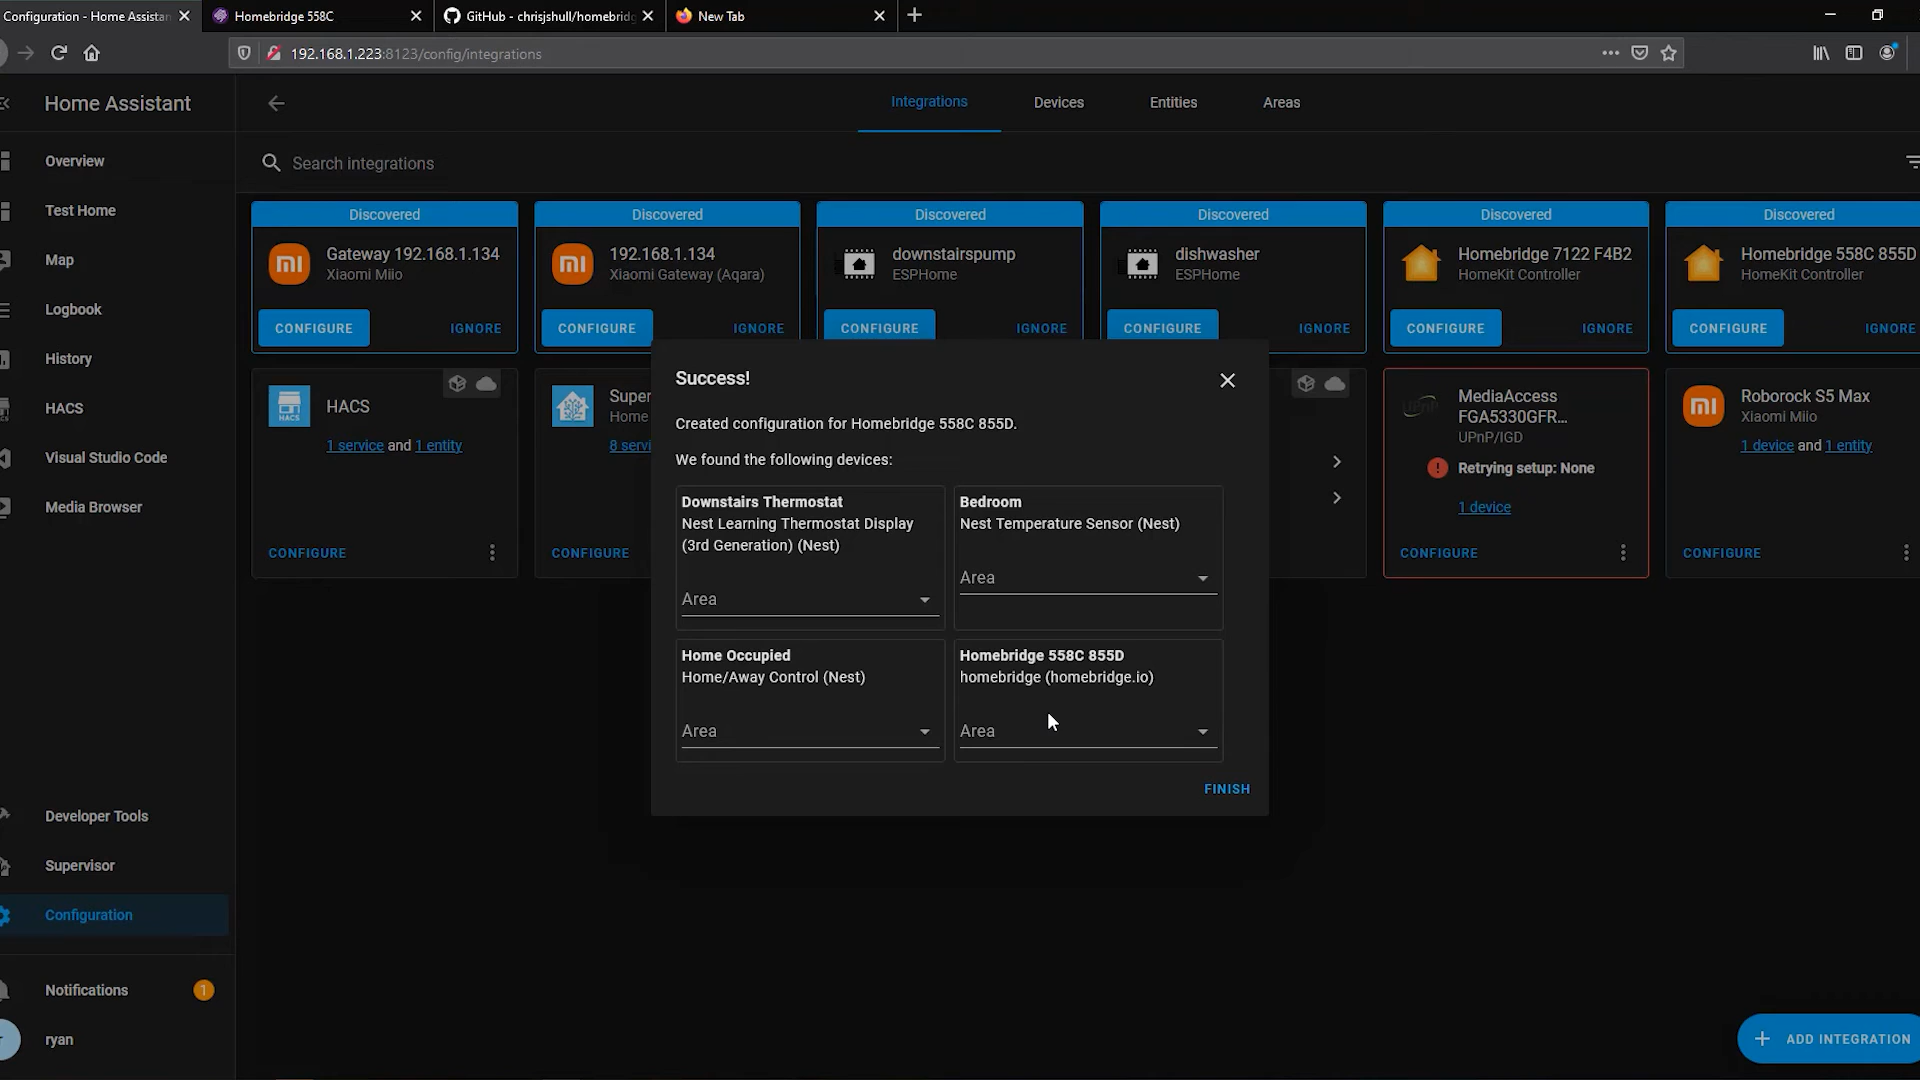 Configuration - Home Assistan
Homebridge 558C
GitHub - chrisjshull/homebridg
New Tab
192.168.1.223:8123/config/integrations
Home Assistant
Integrations
Devices
Entities
Areas
Overview
Test Home
Map
Logbook
History
HACS
Visual Studio Code
Media Browser
Developer Tools
Supervisor
Configuration
Notifications
1
ryan
Search integrations
Discovered
Gateway 192.168.1.134
Xiaomi Miio
CONFIGURE
IGNORE
Discovered
192.168.1.134
Xiaomi Gateway (Aqara)
CONFIGURE
IGNORE
Discovered
downstairspump
ESPHome
CONFIGURE
IGNORE
Discovered
dishwasher
ESPHome
CONFIGURE
IGNORE
Discovered
Homebridge 7122 F4B2
HomeKit Controller
CONFIGURE
IGNORE
Discovered
Homebridge 558C 855D
HomeKit Controller
CONFIGURE
IGNORE
HACS
HACS
1 service and 1 entity
CONFIGURE
Super
Home
8 servi
CONFIGURE
UPnP
MediaAccess
FGA5330GFR...
UPnP/IGD
Retrying setup: None
1 device
CONFIGURE
Roborock S5 Max
Xiaomi Miio
1 device and 1 entity
CONFIGURE
Success!
Created configuration for Homebridge 558C 855D.
We found the following devices:
Downstairs Thermostat
Nest Learning Thermostat Display
(3rd Generation) (Nest)
Area
Bedroom
Nest Temperature Sensor (Nest)
Area
Home Occupied
Home/Away Control (Nest)
Area
Homebridge 558C 855D
homebridge (homebridge.io)
Area
FINISH
ADD INTEGRATION